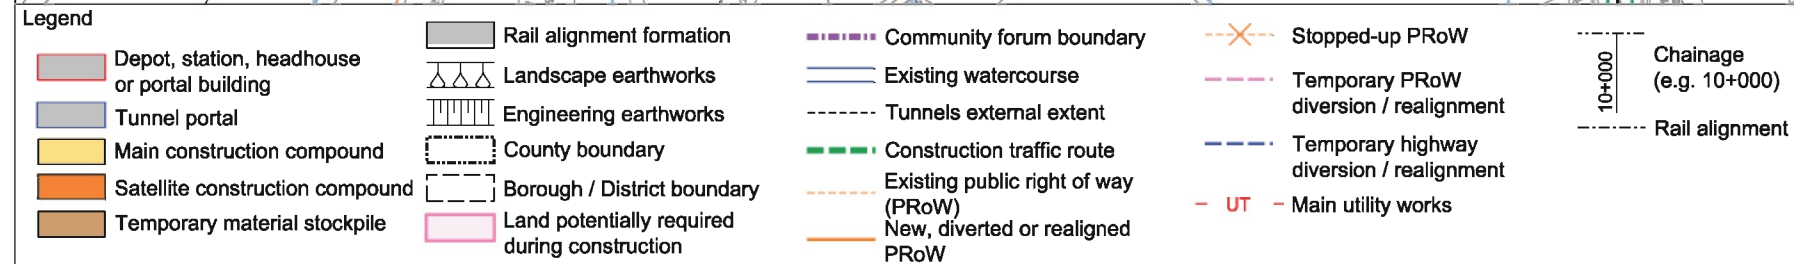 Legend
Depot, station, headhouse
or portal building
Tunnel portal
Main construction compound
Satellite construction compound
Temporary material stockpile
Rail alignment formation
Landscape earthworks
Engineering earthworks
County boundary
Borough / District boundary
Land potentially required
during construction
Community forum boundary
Existing watercourse
Tunnels external extent
Construction traffic route
Existing public right of way
(PRoW)
New, diverted or realigned
PRoW
Stopped-up PRoW
Temporary PRoW
diversion / realignment
Temporary highway
diversion / realignment
UT
Main utility works
10+000
Chainage
(e.g. 10+000)
Rail alignment